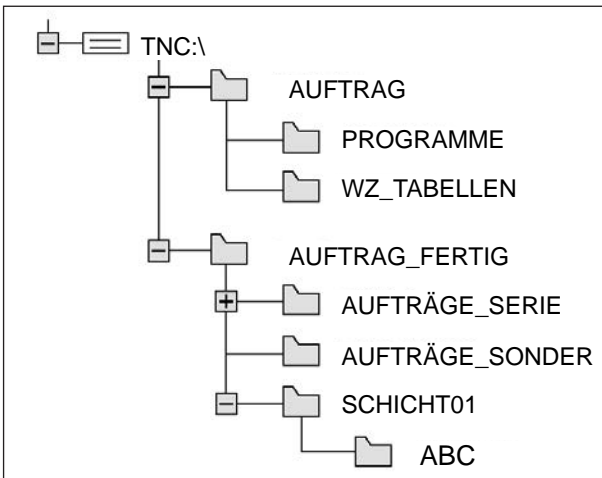 TNC:\
AUFTRAG
PROGRAMME
WZ_TABELLEN
AUFTRAG_FERTIG
AUFTRÄGE_SERIE
AUFTRÄGE_SONDER
SCHICHT01
ABC